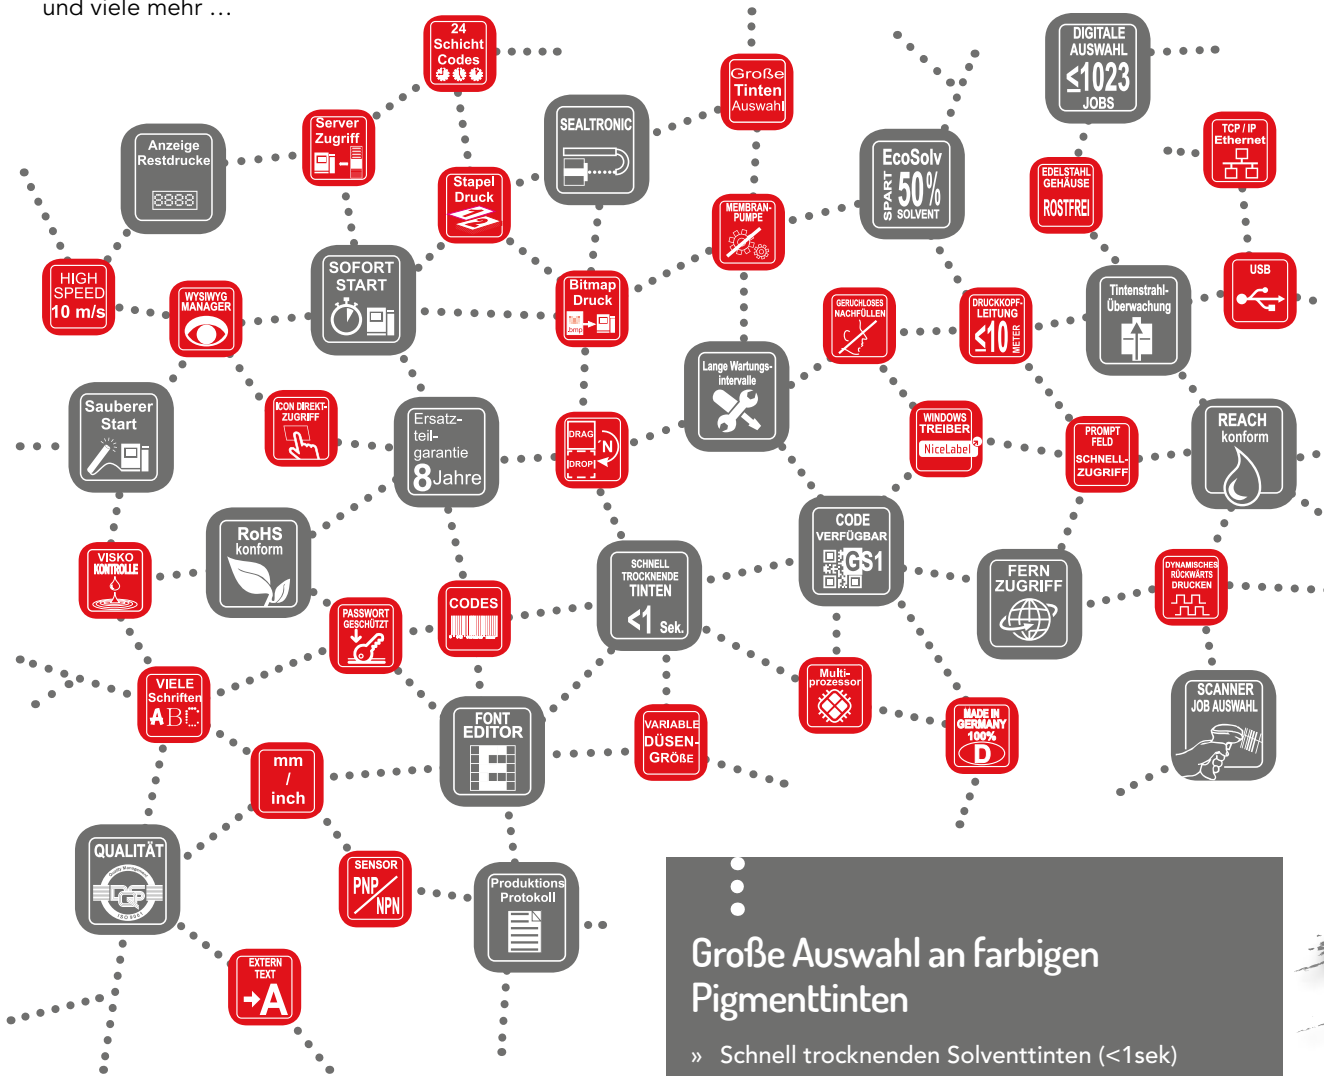 und viele mehr ...
24
Schicht
Codes
Große
Tinten
Auswahl
DIGITALE
AUSWAHL
≤1023
JOBS
Server
Zugriff
SEALTRONIC
Anzeige
Restdrucke
8888
EcoSolv
SPART
50%
SOLVENT
TCP / IP
Ethernet
Stapel
Druck
EDELSTAHL
GEHÄUSE
ROSTFREI
MEMBRAN-
PUMPE
HIGH
SPEED
10 m/s
WYSIWYG
MANAGER
SOFORT
START
Bitmap
Druck
.bmp
GERUCHLOSES
NACHFÜLLEN
DRUCKKOPF-
LEITUNG
≤10
METER
Tintenstrahl-
Überwachung
USB
Lange Wartungs-
intervalle
Sauberer
Start
ICON DIREKT-
ZUGRIFF
Ersatz-
teil-
garantie
8 Jahre
DRAG
N
DROP
WINDOWS
TREIBER
NiceLabel
PROMPT
FELD
SCHNELL-
ZUGRIFF
REACH
konform
RoHS
konform
VISKO
KONTROLLE
SCHNELL
TROCKNENDE
TINTEN
<1 Sek.
CODE
VERFÜGBAR
GS1
FERN
ZUGRIFF
DYNAMISCHES
RÜCKWÄRTS
DRUCKEN
PASSWORT
GESCHÜTZT
CODES
VIELE
Schriften
ABC
Multi-
prozessor
SCANNER
JOB AUSWAHL
FONT
EDITOR
E
VARIABLE
DÜSEN-
GRÖßE
MADE IN
GERMANY
100%
D
mm
/
inch
QUALITÄT
Quality Management
DQS
ISO 9001
SENSOR
PNP
NPN
Produktions
Protokoll
EXTERN
TEXT
→A
Große Auswahl an farbigen
Pigmenttinten
» Schnell trocknenden Solventtinten (<1sek)